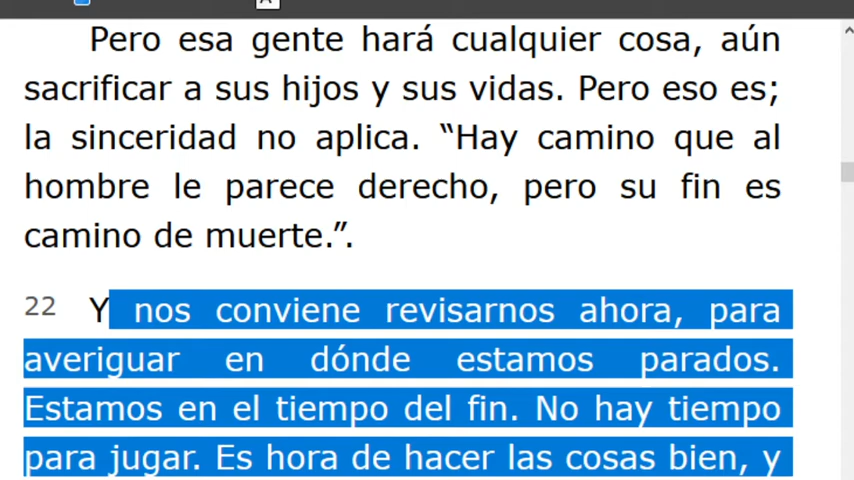 Pero esa gente hará cualquier cosa, aún
sacrificar a sus hijos y sus vidas. Pero eso es;
la sinceridad no aplica. “Hay camino que al
hombre le parece derecho, pero su fin es
camino de muerte.”.
22 Y nos conviene revisarnos ahora, para
averiguar en dónde estamos parados.
Estamos en el tiempo del fin. No hay tiempo
para jugar. Es hora de hacer las cosas bien, y